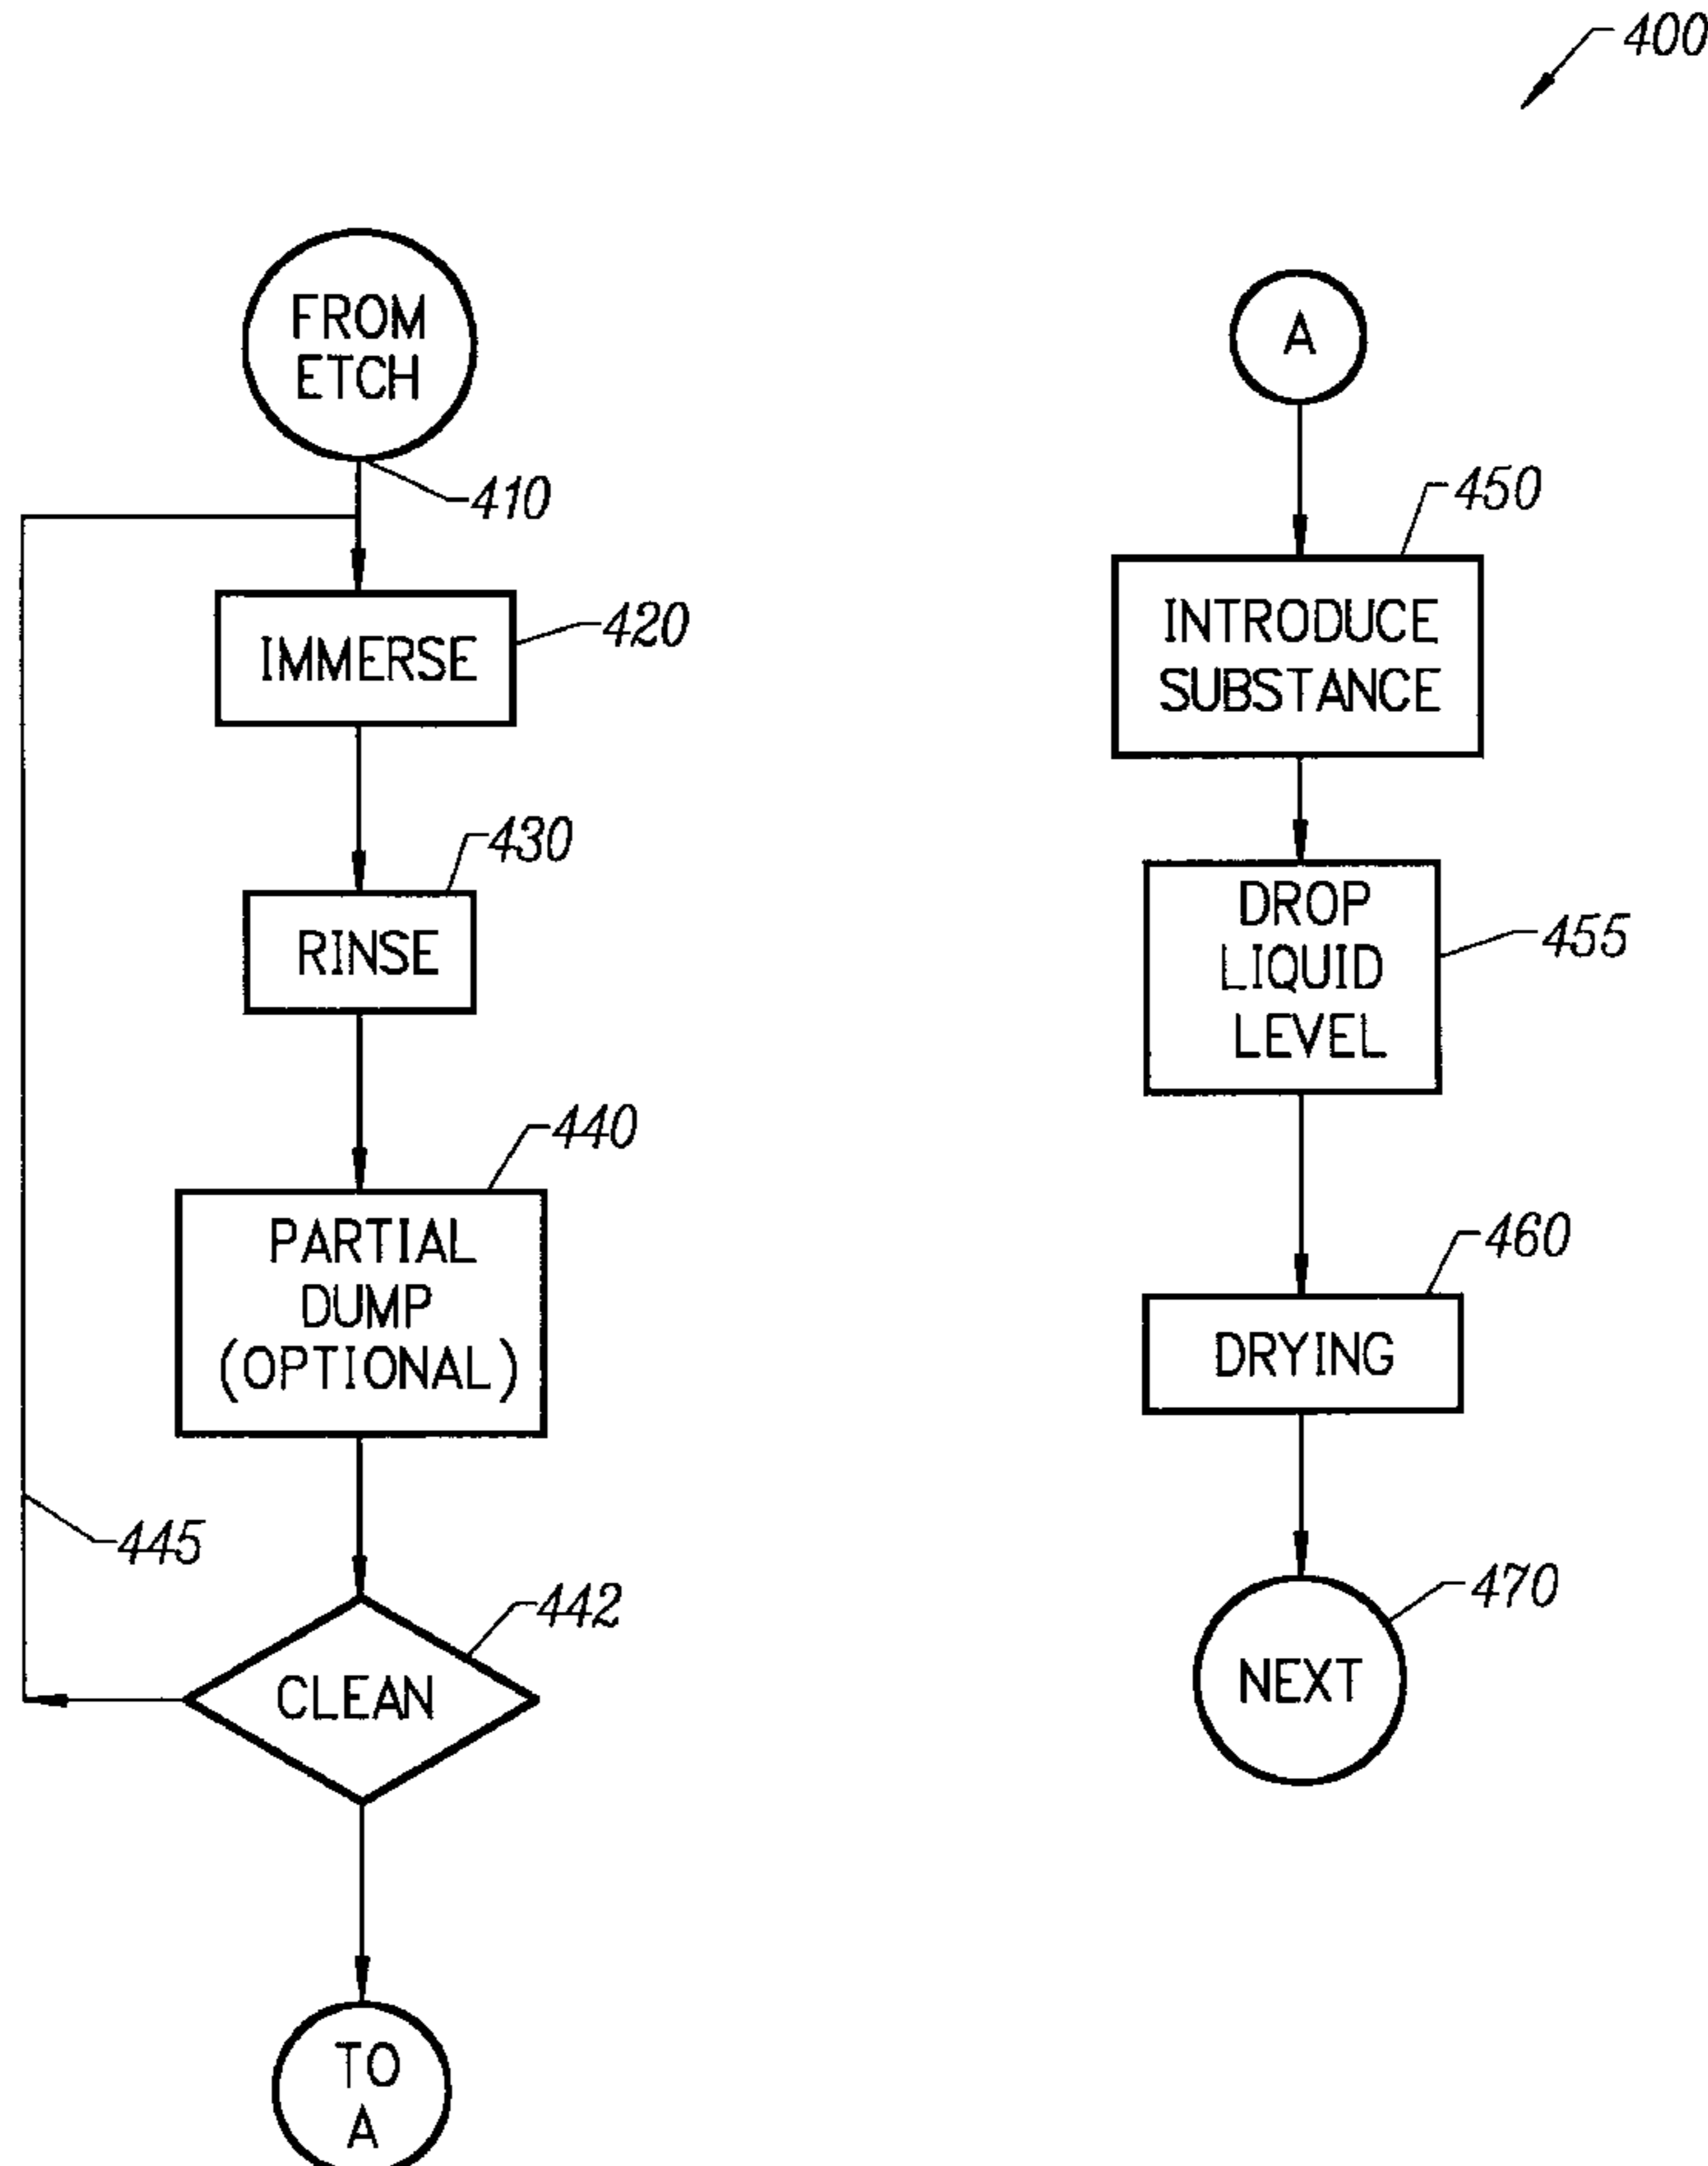 400
FROM
ETCH
410
IMMERSE
420
RINSE
430
PARTIAL
DUMP
(OPTIONAL)
440
445
CLEAN
442
TO
A
A
INTRODUCE
SUBSTANCE
450
DROP
LIQUID
LEVEL
455
DRYING
460
NEXT
470